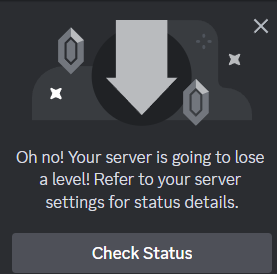 Oh no! Your server is going to lose
a level! Refer to your server
settings for status details.
Check Status